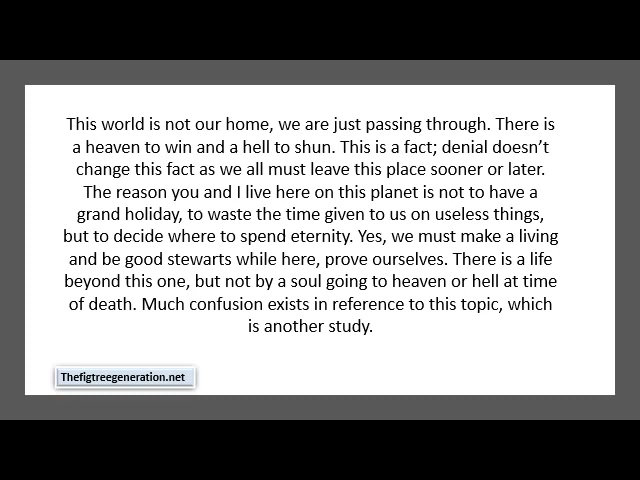 This world is not our home, we are just passing through. There is
a heaven to win and a hell to shun. This is a fact; denial doesn’t
change this fact as we all must leave this place sooner or later.
The reason you and I live here on this planet is not to have a
grand holiday, to waste the time given to us on useless things,
but to decide where to spend eternity. Yes, we must make a living
and be good stewarts while here, prove ourselves. There is a life
beyond this one, but not by a soul going to heaven or hell at time
of death. Much confusion exists in reference to this topic, which
is another study.
Thefigtreegeneration.net